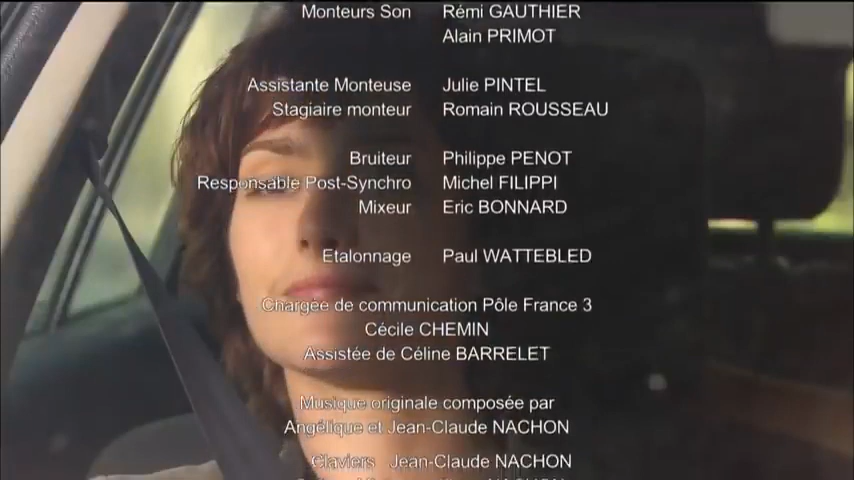 Monteurs Son Rémi GAUTHIER
Alain PRIMOT
Assistante Monteuse Julie PINTEL
Stagiaire monteur Romain ROUSSEAU
Bruiteur Philippe PENOT
Responsable Post-Synchro Michel FILIPPI
Mixeur Eric BONNARD
Etalonnage Paul WATTEBLED
Chargée de communication Pôle France 3
Cécile CHEMIN
Assistée de Céline BARRELET
Musique originale composée par
Angélique et Jean-Claude NACHON
Claviers Jean-Claude NACHON